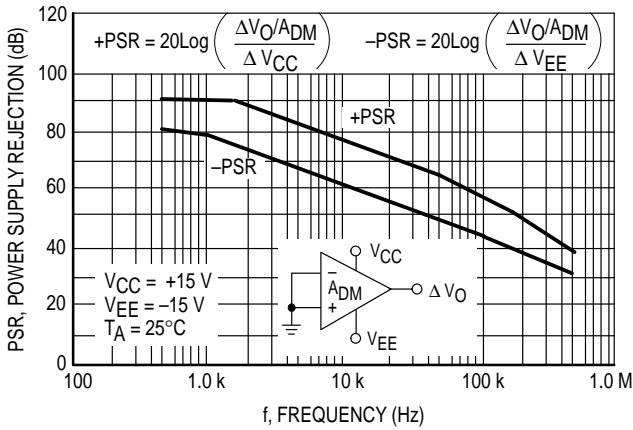 120
100
80
60
40
20
0
PSR, POWER SUPPLY REJECTION (dB)
+PSR = 20Log ( ΔVO/ADM / ΔVCC )
–PSR = 20Log ( ΔVO/ADM / ΔVEE )
+PSR
–PSR
VCC = +15 V
VEE = –15 V
TA = 25°C
VCC
–
ADM
+
ΔVO
VEE
100
1.0 k
10 k
100 k
1.0 M
f, FREQUENCY (Hz)